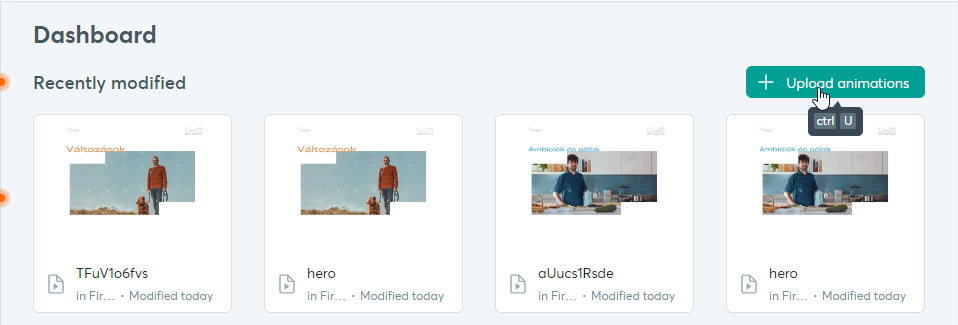 Dashboard
Recently modified
Upload animations
ctrl U
Változások
Változások
Ambíciók és célok
Ambíciók és célok
TFuV1o6fvs
hero
aUucs1Rsde
hero
in Fir... • Modified today
in Fir... • Modified today
in Fir... • Modified today
in Fir... • Modified today